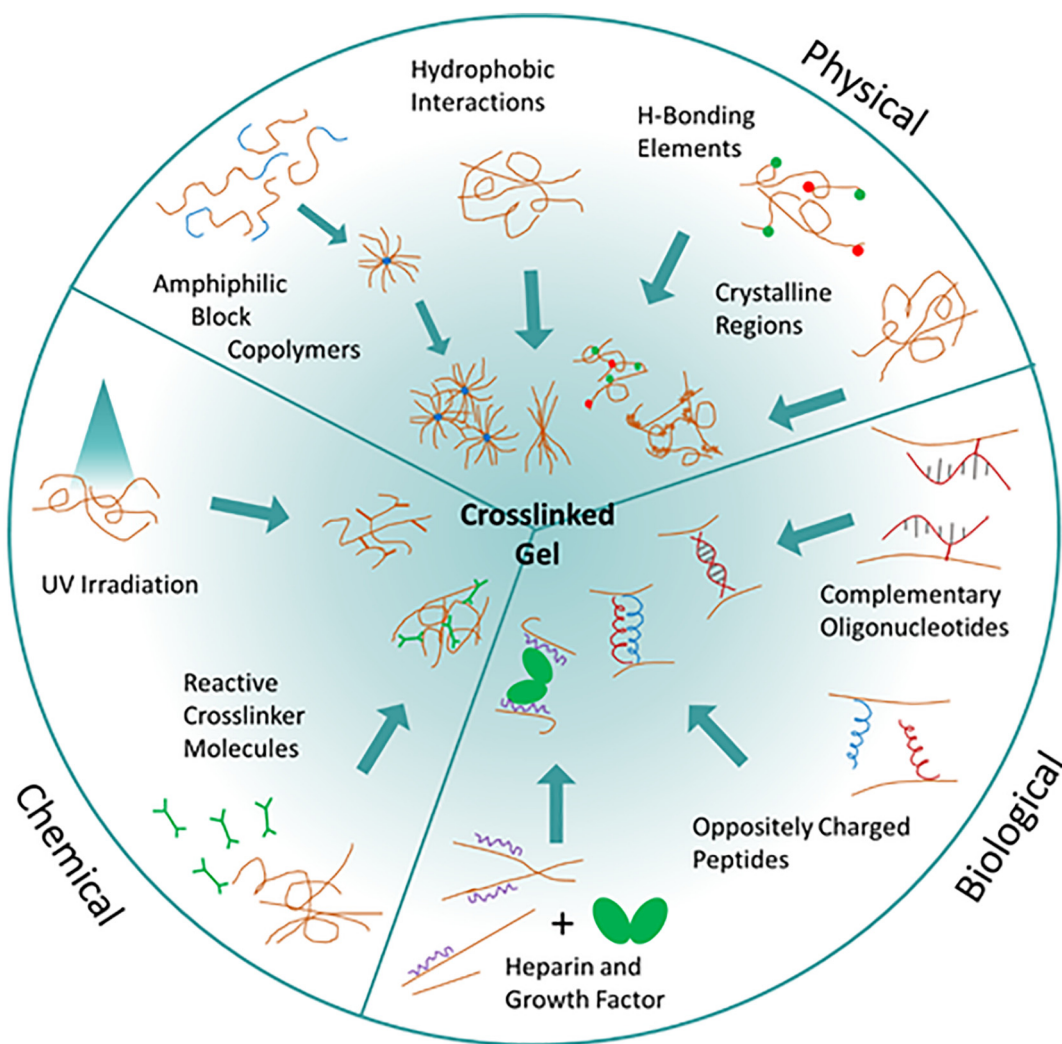 Physical
Hydrophobic
Interactions
H-Bonding
Elements
Amphiphilic
Block
Copolymers
Crystalline
Regions
Crosslinked
Gel
UV Irradiation
Complementary
Oligonucleotides
Reactive
Crosslinker
Molecules
Chemical
Oppositely Charged
Peptides
Biological
+
Heparin and
Growth Factor